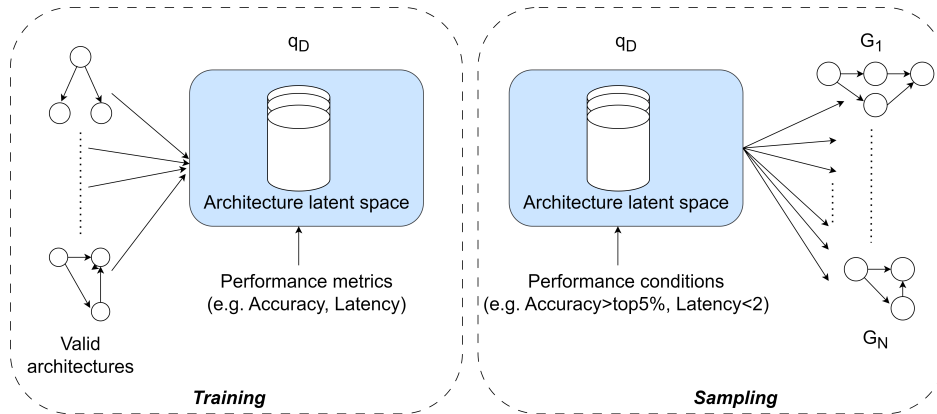 q_D
Architecture latent space
Performance metrics
(e.g. Accuracy, Latency)
Valid
architectures
Training
q_D
G_1
Architecture latent space
Performance conditions
(e.g. Accuracy>top5%, Latency<2)
G_N
Sampling